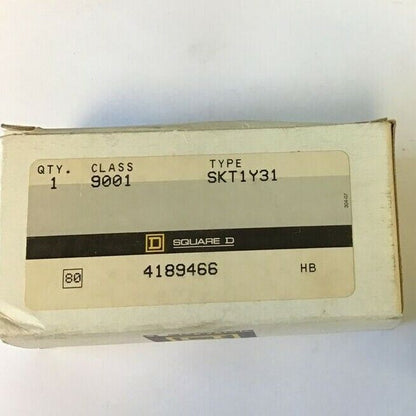 QTY. CLASS TYPE
1 9001 SKT1Y31
D SQUARE D
80 4189466 HB